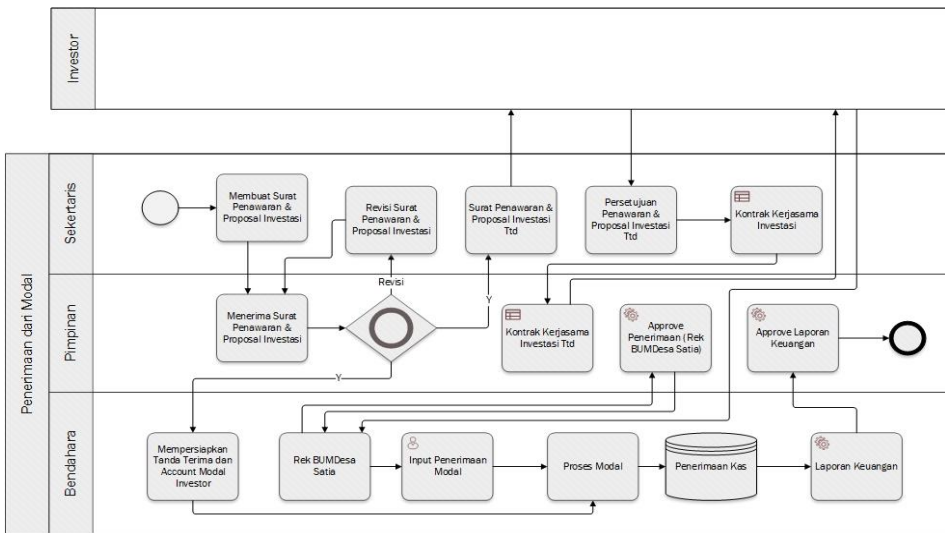 Investor
Penerimaan dari Modal
Sekertaris
Membuat Surat
Penawaran &
Proposal Investasi
Revisi Surat
Penawaran &
Proposal Investasi
Surat Penawaran &
Proposal Investasi
Ttd
Persetujuan
Penawaran &
Proposal Investasi
Ttd
Kontrak Kerjasama
Investasi
Pimpinan
Menerima Surat
Penawaran &
Proposal Investasi
Revisi
Y
Y
Kontrak Kerjasama
Investasi Ttd
Approve
Penerimaan (Rek
BUMDesa Satia)
Approve Laporan
Keuangan
Bendahara
Mempersiapkan
Tanda Terima dan
Account Modal
Investor
Rek BUMDesa
Satia
Input Penerimaan
Modal
Proses Modal
Penerimaan Kas
Laporan Keuangan